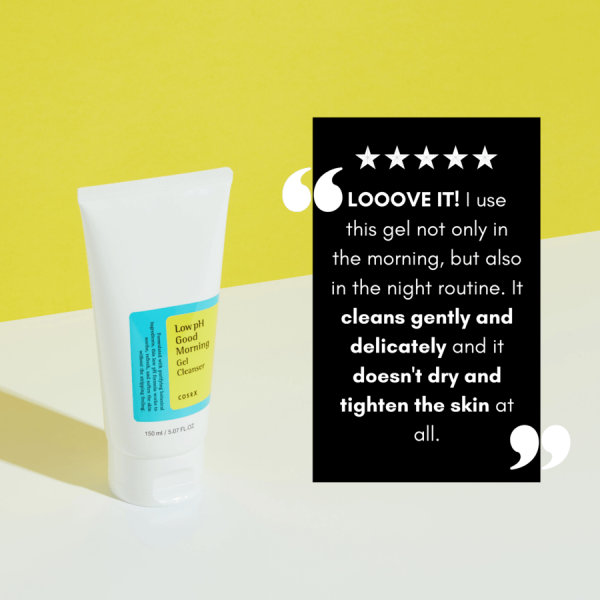 Low pH
Good
Morning
Gel
Cleanser
COSRX
150 ml / 5.07 FL.OZ.
“
LOOOVE IT! I use
this gel not only in
the morning, but also
in the night routine. It
cleans gently and
delicately and it
doesn't dry and
tighten the skin at
all.
”